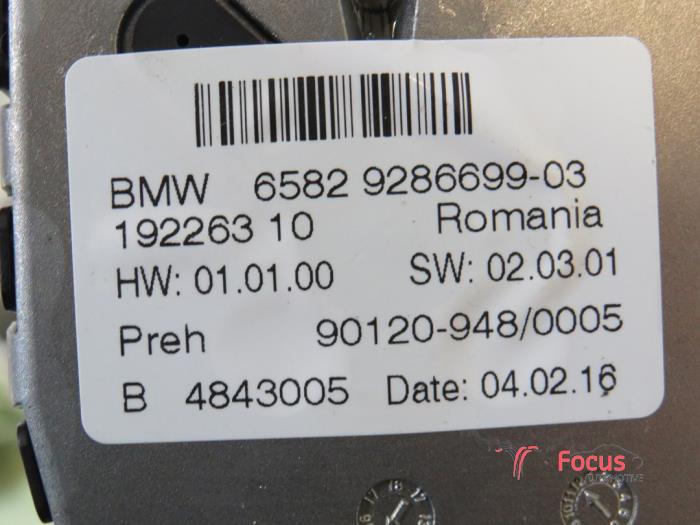 BMW 6582 9286699-03
192263 10 Romania
HW: 01.01.00 SW: 02.03.01
Preh 90120-948/0005
B 4843005 Date: 04.02.16
Focus
AUTOMOTIVE